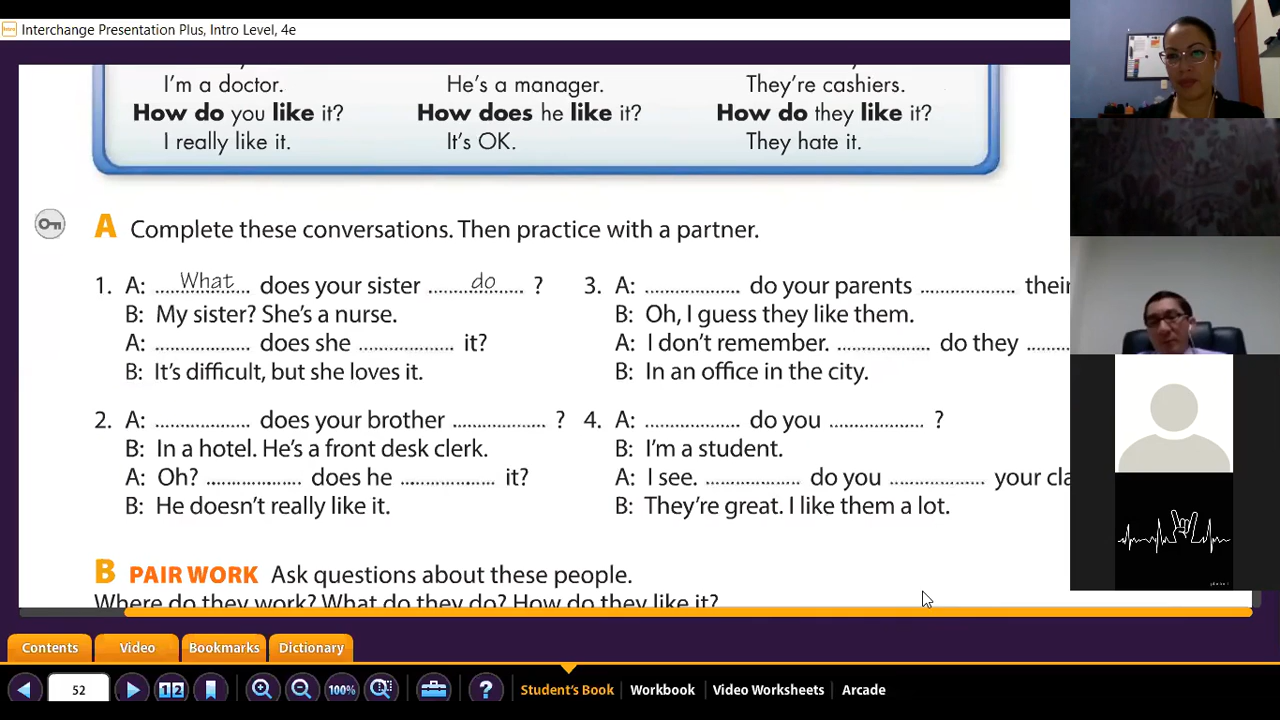 Interchange Presentation Plus, Intro Level, 4e
I'm a doctor.
He's a manager.
They're cashiers.
How do you like it?
How does he like it?
How do they like it?
I really like it.
It's OK.
They hate it.
A Complete these conversations. Then practice with a partner.
1. A: What does your sister do ?
B: My sister? She's a nurse.
A: .................... does she .................... it?
B: It's difficult, but she loves it.
2. A: .................... does your brother .................... ?
B: In a hotel. He's a front desk clerk.
A: Oh? .................... does he .................... it?
B: He doesn't really like it.
3. A: .................... do your parents .................... their
B: Oh, I guess they like them.
A: I don't remember. .................... do they ........
B: In an office in the city.
4. A: .................... do you .................... ?
B: I'm a student.
A: I see. .................... do you .................... your cla
B: They're great. I like them a lot.
B PAIR WORK Ask questions about these people.
Where do they work? What do they do? How do they like it?
Contents
Video
Bookmarks
Dictionary
52
1 2
100%
?
Student's Book
Workbook
Video Worksheets
Arcade